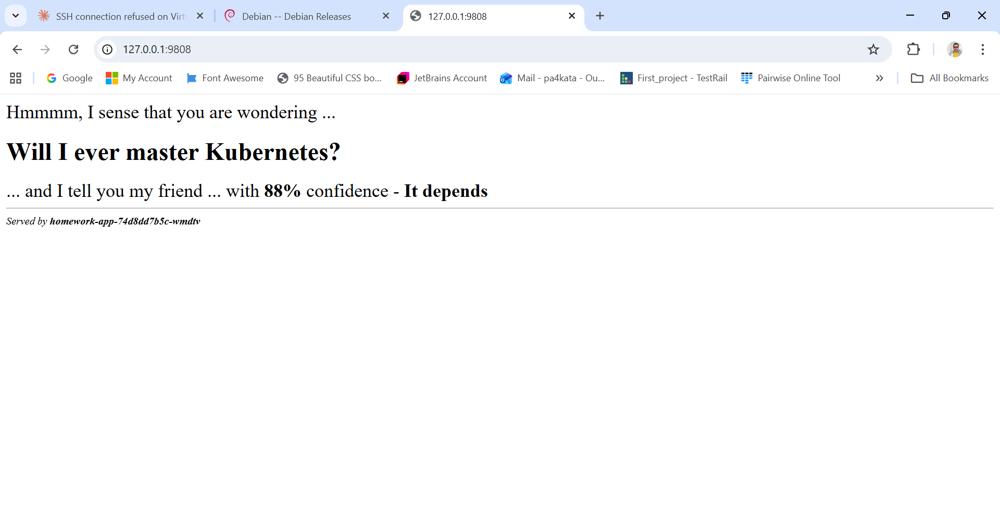 SSH connection refused on Virt
Debian -- Debian Releases
127.0.0.1:9808
127.0.0.1:9808
Google
My Account
Font Awesome
95 Beautiful CSS bo...
JetBrains Account
Mail - pa4kata - Ou...
First_project - TestRail
Pairwise Online Tool
All Bookmarks
Hmmmm, I sense that you are wondering ...
Will I ever master Kubernetes?
... and I tell you my friend ... with 88% confidence - It depends
Served by homework-app-74d8dd7b5c-wmdtv